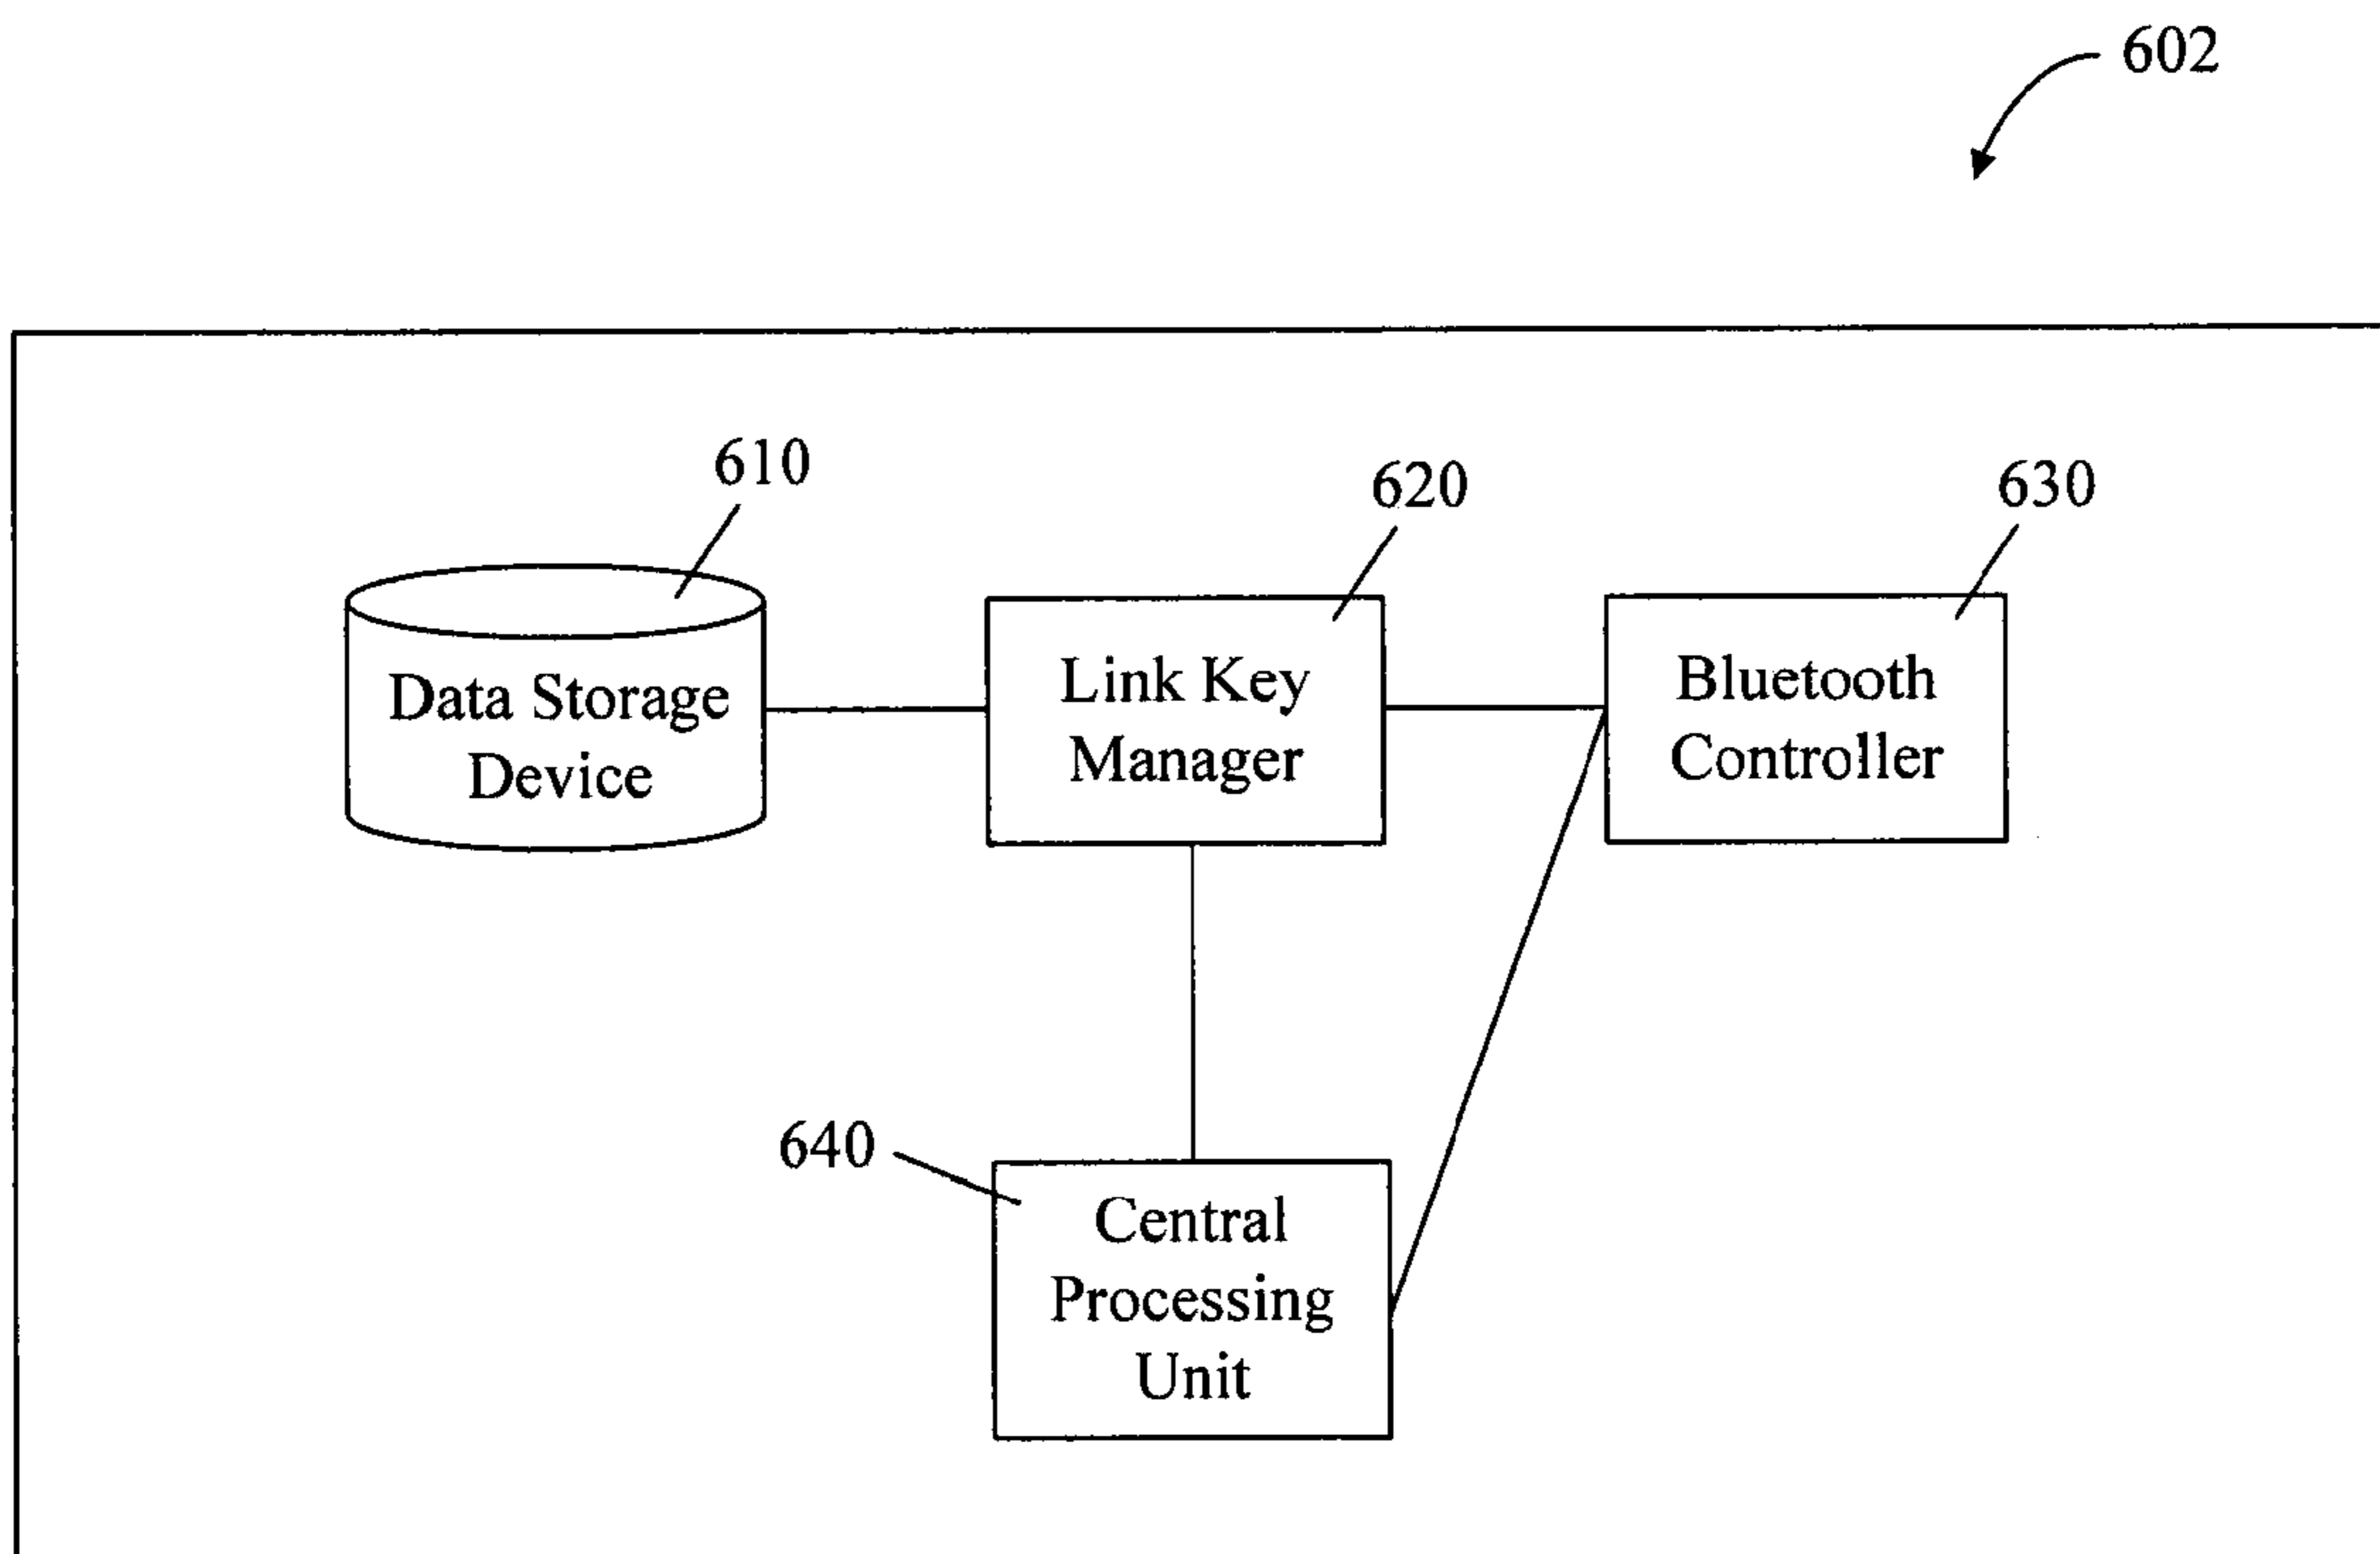 602
610
620
630
Data Storage
Device
Link Key
Manager
Bluetooth
Controller
640
Central
Processing
Unit